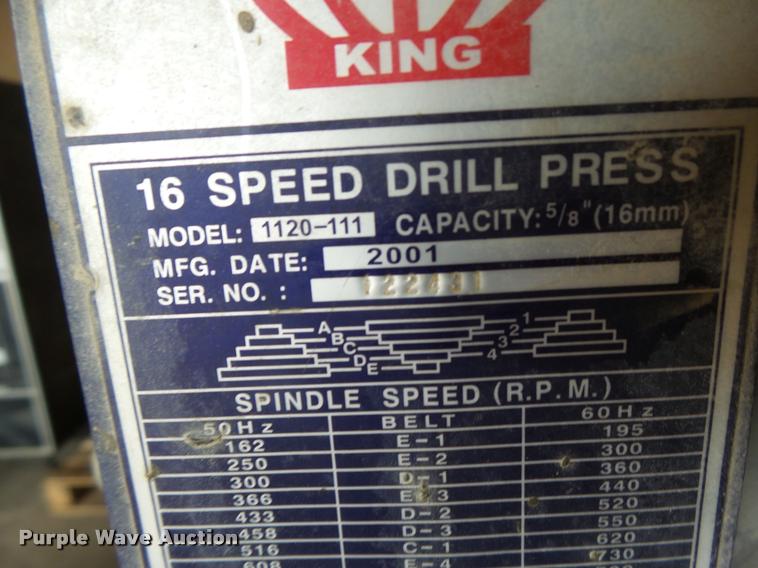 KING
16 SPEED DRILL PRESS
MODEL: 1120-111 CAPACITY: 5/8" (16mm)
MFG. DATE: 2001
SER. NO. : 122431
A 1
B 2
C 3
D 4
E
SPINDLE SPEED (R.P.M.)
50Hz BELT 60Hz
162 E-1 195
250 E-2 300
300 D-1 360
366 E-3 440
433 D-2 520
458 D-3 550
516 C-1 620
608 E-4 730
Purple Wave Auction